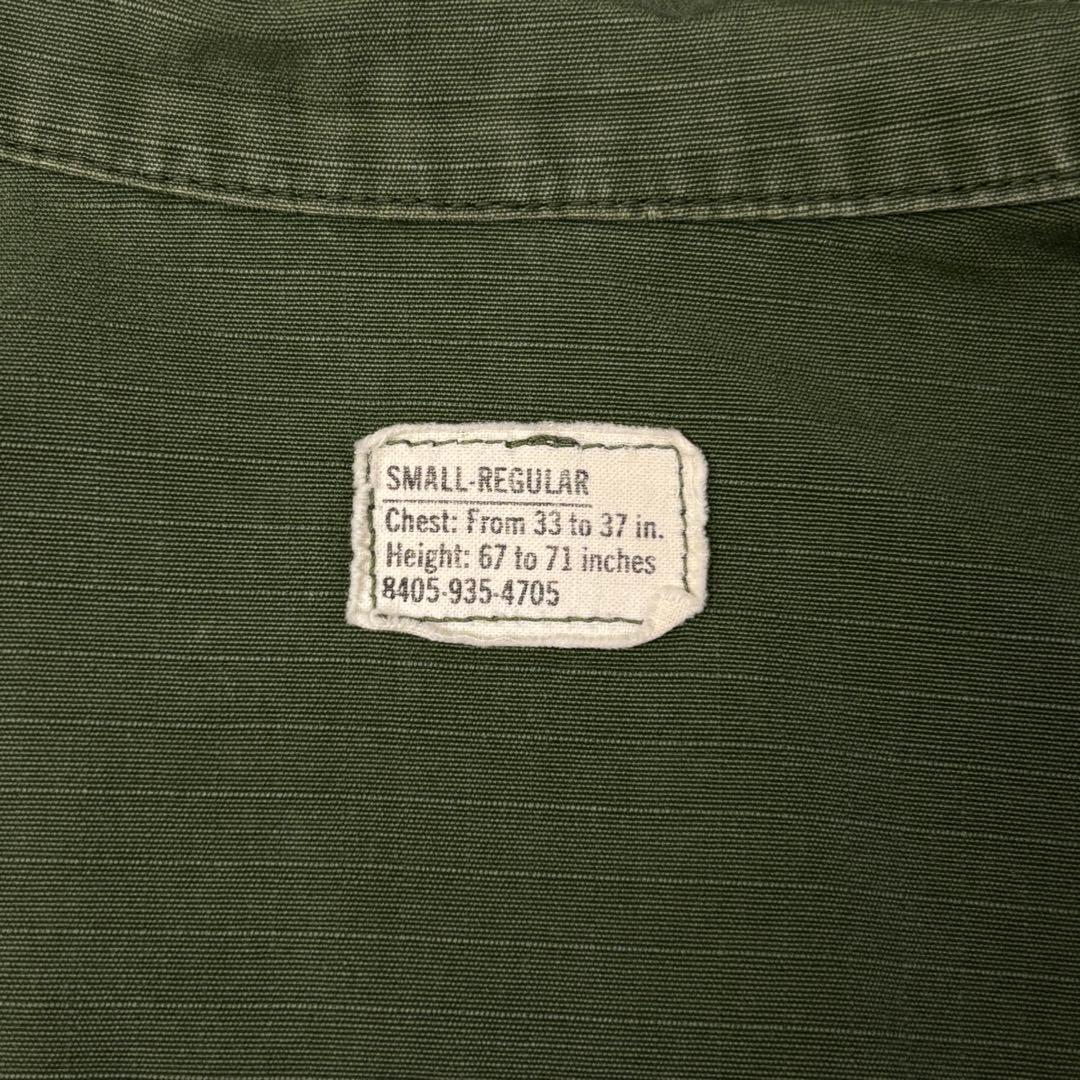 SMALL-REGULAR
Chest: From 33 to 37 in.
Height: 67 to 71 inches
8405-935-4705